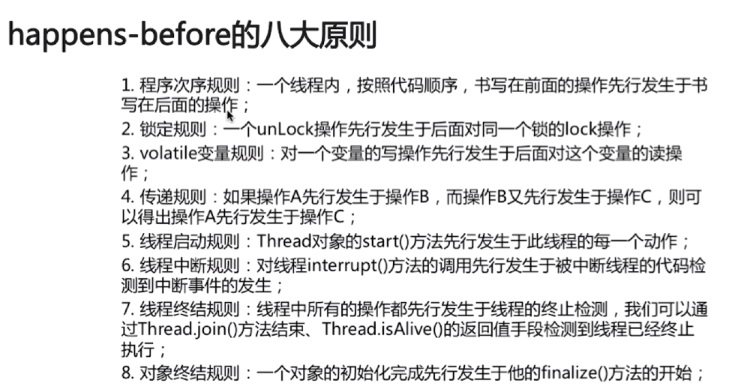 happens-before的八大原则
1. 程序次序规则：一个线程内，按照代码顺序，书写在前面的操作先行发生于书
写在后面的操作；
2. 锁定规则：一个unLock操作先行发生于后面对同一个锁的lock操作；
3. volatile变量规则：对一个变量的写操作先行发生于后面对这个变量的读操
作；
4. 传递规则：如果操作A先行发生于操作B，而操作B又先行发生于操作C，则可
以得出操作A先行发生于操作C；
5. 线程启动规则：Thread对象的start()方法先行发生于此线程的每一个动作；
6. 线程中断规则：对线程interrupt()方法的调用先行发生于被中断线程的代码检
测到中断事件的发生；
7. 线程终结规则：线程中所有的操作都先行发生于线程的终止检测，我们可以通
过Thread.join()方法结束、Thread.isAlive()的返回值手段检测到线程已经终止
执行；
8. 对象终结规则：一个对象的初始化完成先行发生于他的finalize()方法的开始；